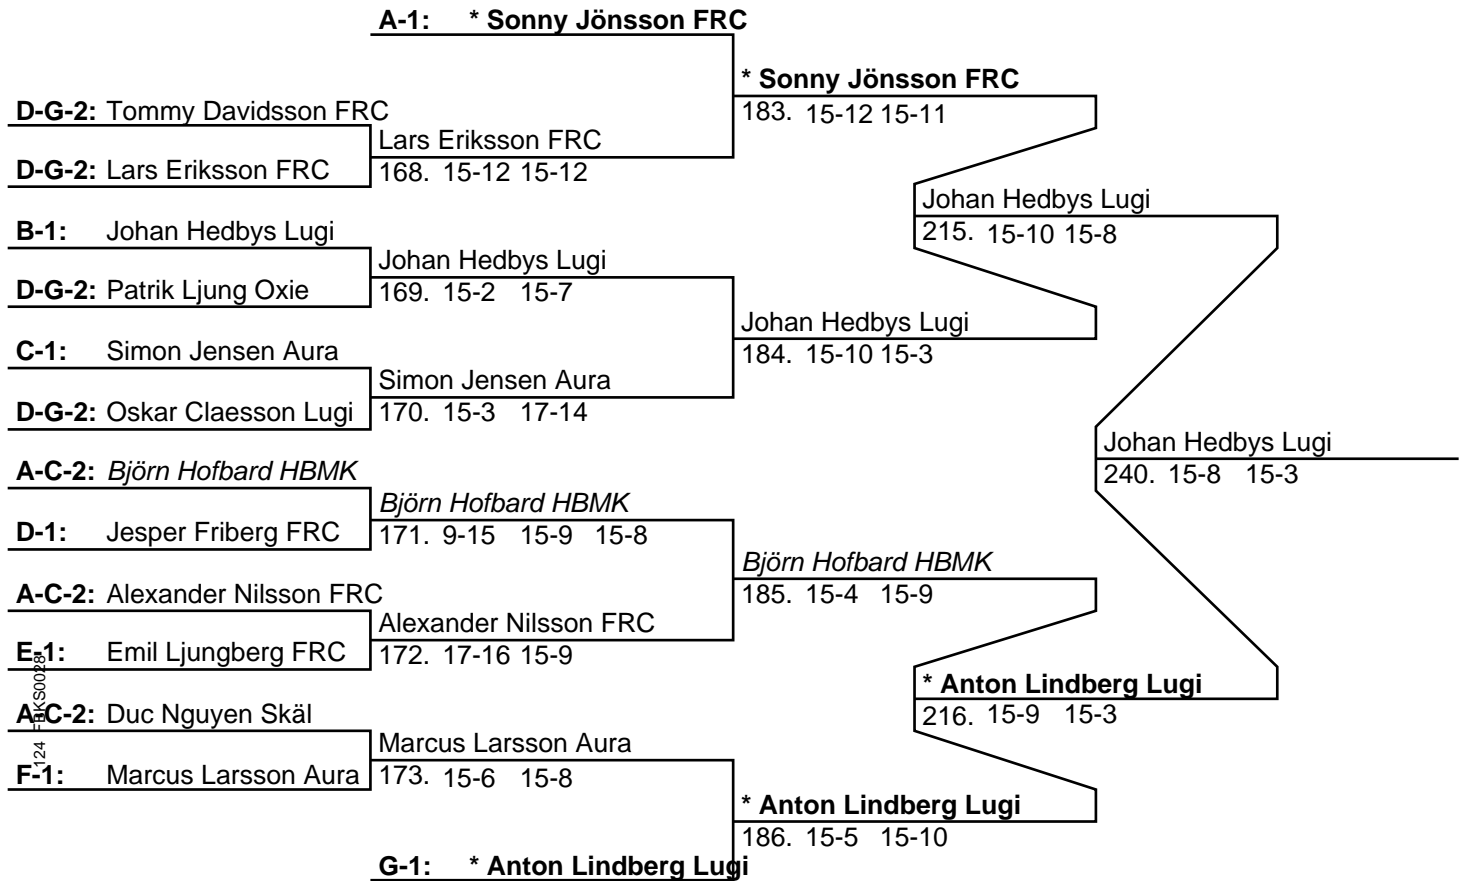 A-1: * Sonny Jönsson FRC
* Sonny Jönsson FRC
183. 15-12 15-11
D-G-2: Tommy Davidsson FRC
Lars Eriksson FRC
168. 15-12 15-12
D-G-2: Lars Eriksson FRC
Johan Hedbys Lugi
215. 15-10 15-8
B-1: Johan Hedbys Lugi
Johan Hedbys Lugi
169. 15-2 15-7
D-G-2: Patrik Ljung Oxie
Johan Hedbys Lugi
184. 15-10 15-3
C-1: Simon Jensen Aura
Simon Jensen Aura
170. 15-3 17-14
D-G-2: Oskar Claesson Lugi
Johan Hedbys Lugi
240. 15-8 15-3
A-C-2: Björn Hofbard HBMK
Björn Hofbard HBMK
171. 9-15 15-9 15-8
D-1: Jesper Friberg FRC
Björn Hofbard HBMK
185. 15-4 15-9
A-C-2: Alexander Nilsson FRC
Alexander Nilsson FRC
172. 17-16 15-9
E-1: Emil Ljungberg FRC
* Anton Lindberg Lugi
216. 15-9 15-3
A-C-2: Duc Nguyen Skäl
Marcus Larsson Aura
173. 15-6 15-8
F-1: Marcus Larsson Aura
* Anton Lindberg Lugi
186. 15-5 15-10
G-1: * Anton Lindberg Lugi
124